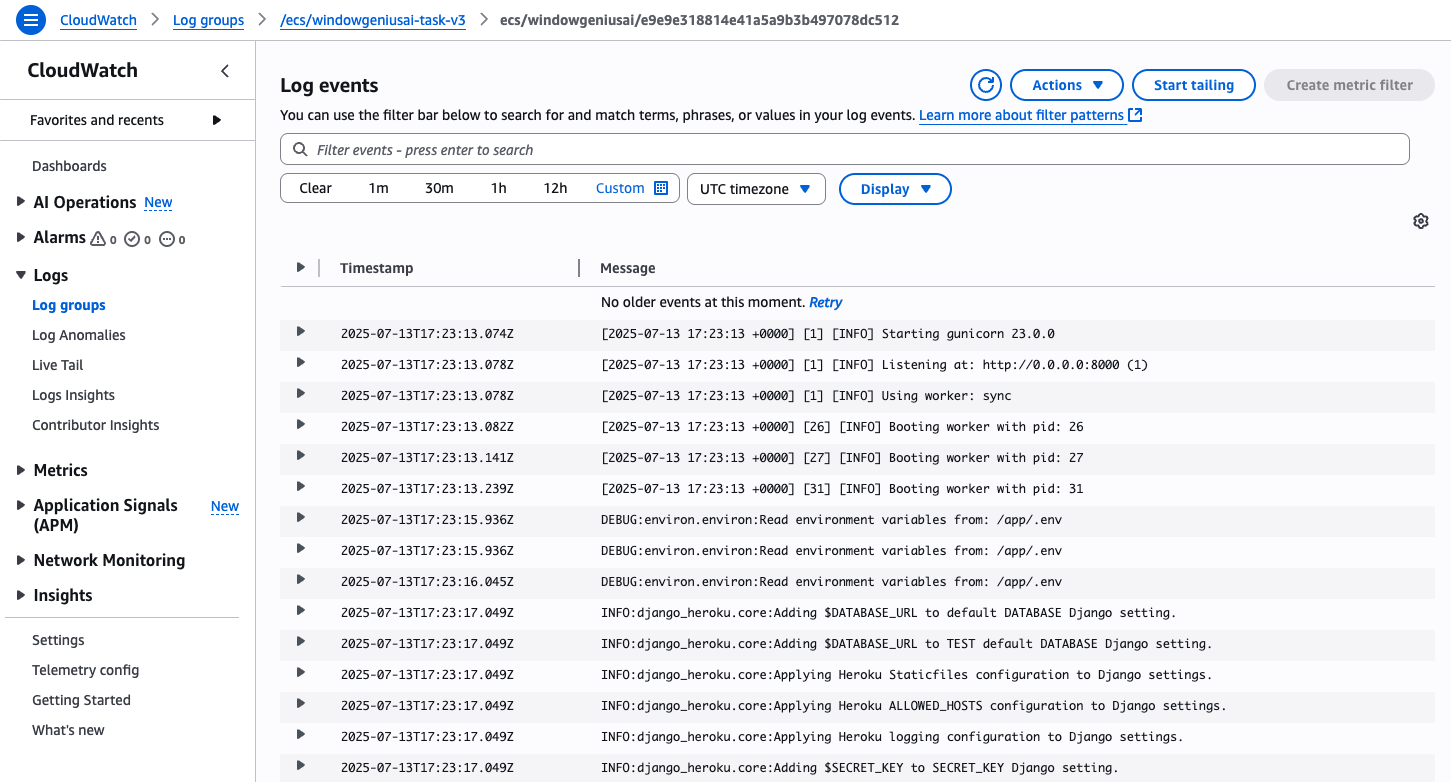 CloudWatch > Log groups > /ecs/windowgeniusai-task-v3 > ecs/windowgeniusai/e9e9e318814e41a5a9b3b497078dc512
CloudWatch
Favorites and recents
Dashboards
AI Operations New
Alarms 0 0 0
Logs
Log groups
Log Anomalies
Live Tail
Logs Insights
Contributor Insights
Metrics
Application Signals (APM) New
Network Monitoring
Insights
Settings
Telemetry config
Getting Started
What's new
Log events
Actions Start tailing Create metric filter
You can use the filter bar below to search for and match terms, phrases, or values in your log events. Learn more about filter patterns
Filter events - press enter to search
Clear 1m 30m 1h 12h Custom UTC timezone Display
Timestamp Message
No older events at this moment. Retry
2025-07-13T17:23:13.074Z [2025-07-13 17:23:13 +0000] [1] [INFO] Starting gunicorn 23.0.0
2025-07-13T17:23:13.078Z [2025-07-13 17:23:13 +0000] [1] [INFO] Listening at: http://0.0.0.0:8000 (1)
2025-07-13T17:23:13.078Z [2025-07-13 17:23:13 +0000] [1] [INFO] Using worker: sync
2025-07-13T17:23:13.082Z [2025-07-13 17:23:13 +0000] [26] [INFO] Booting worker with pid: 26
2025-07-13T17:23:13.141Z [2025-07-13 17:23:13 +0000] [27] [INFO] Booting worker with pid: 27
2025-07-13T17:23:13.239Z [2025-07-13 17:23:13 +0000] [31] [INFO] Booting worker with pid: 31
2025-07-13T17:23:15.936Z DEBUG:environ.environ:Read environment variables from: /app/.env
2025-07-13T17:23:15.936Z DEBUG:environ.environ:Read environment variables from: /app/.env
2025-07-13T17:23:16.045Z DEBUG:environ.environ:Read environment variables from: /app/.env
2025-07-13T17:23:17.049Z INFO:django_heroku.core:Adding $DATABASE_URL to default DATABASE Django setting.
2025-07-13T17:23:17.049Z INFO:django_heroku.core:Adding $DATABASE_URL to TEST default DATABASE Django setting.
2025-07-13T17:23:17.049Z INFO:django_heroku.core:Applying Heroku Staticfiles configuration to Django settings.
2025-07-13T17:23:17.049Z INFO:django_heroku.core:Applying Heroku ALLOWED_HOSTS configuration to Django settings.
2025-07-13T17:23:17.049Z INFO:django_heroku.core:Applying Heroku logging configuration to Django settings.
2025-07-13T17:23:17.049Z INFO:django_heroku.core:Adding $SECRET_KEY to SECRET_KEY Django setting.